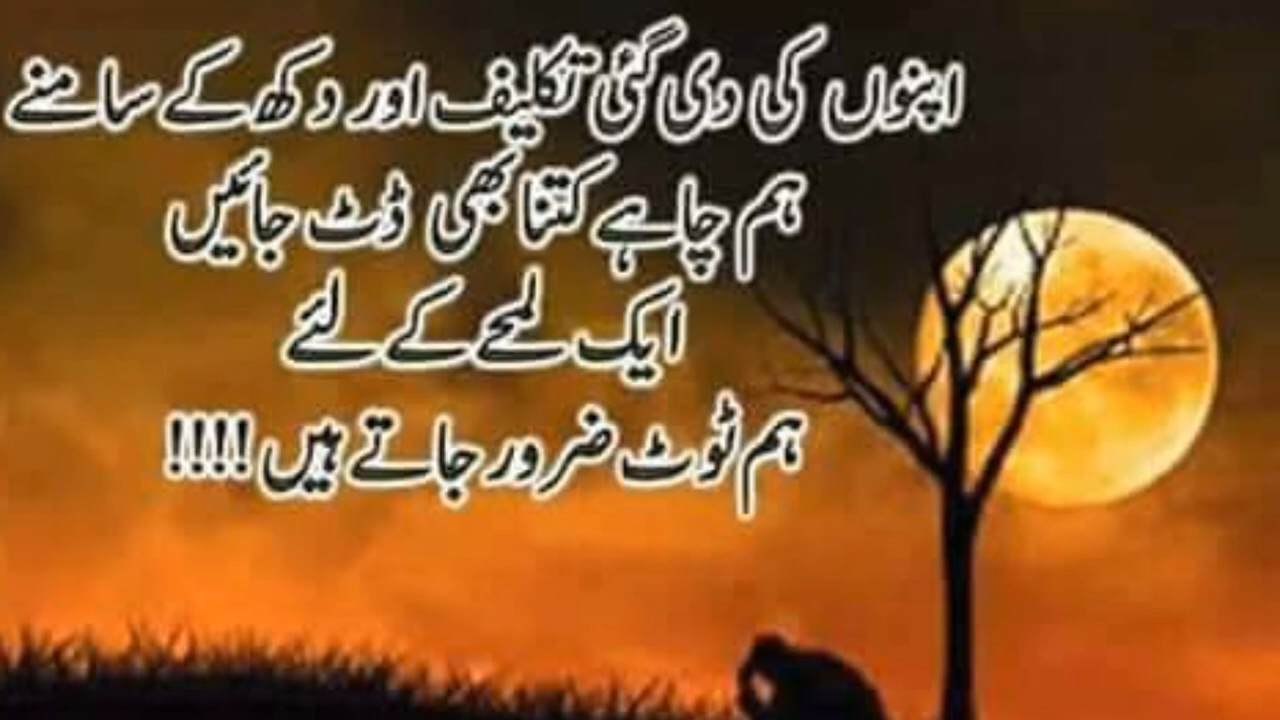 اپنوں کی دی گئی تکلیف اور دکھ کے سامنے
ہم چاہے کتنا بھی ڈٹ جائیں
ایک لمحے کے لئے
ہم ٹوٹ ضرور جاتے ہیں !!!!